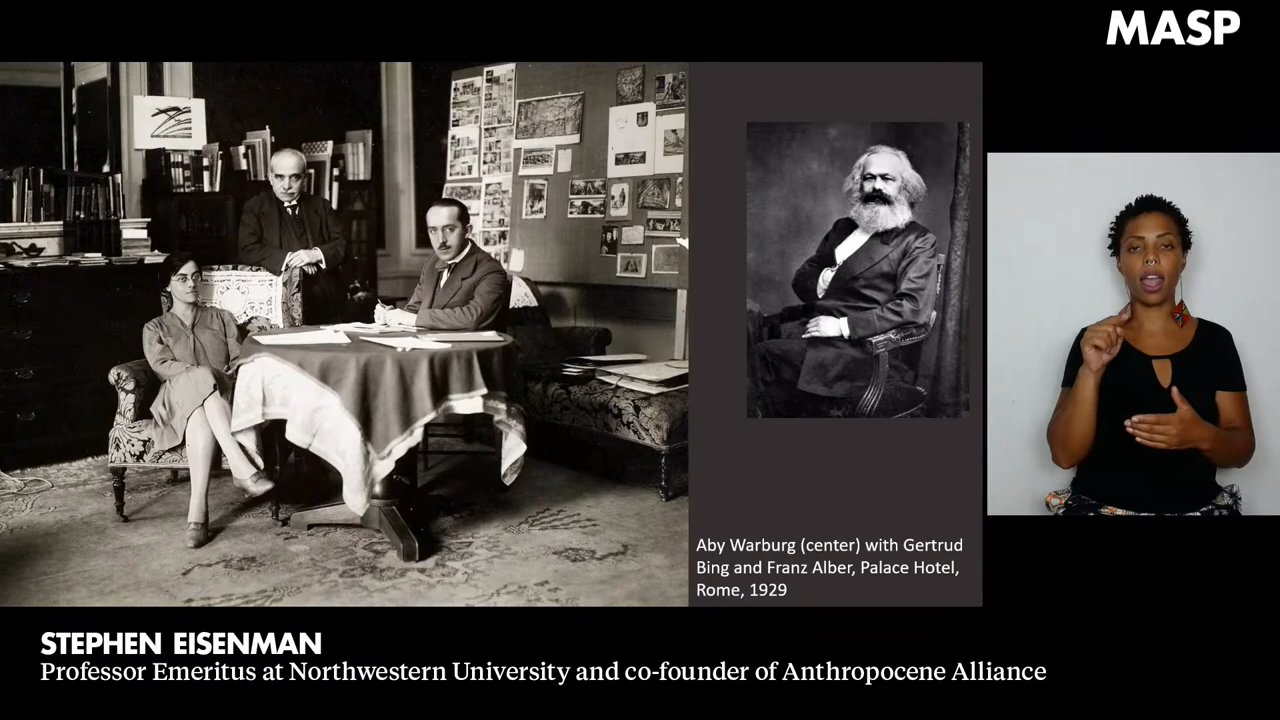 MASP
Aby Warburg (center) with Gertrud
Bing and Franz Alber, Palace Hotel,
Rome, 1929
STEPHEN EISENMAN
Professor Emeritus at Northwestern University and co-founder of Anthropocene Alliance